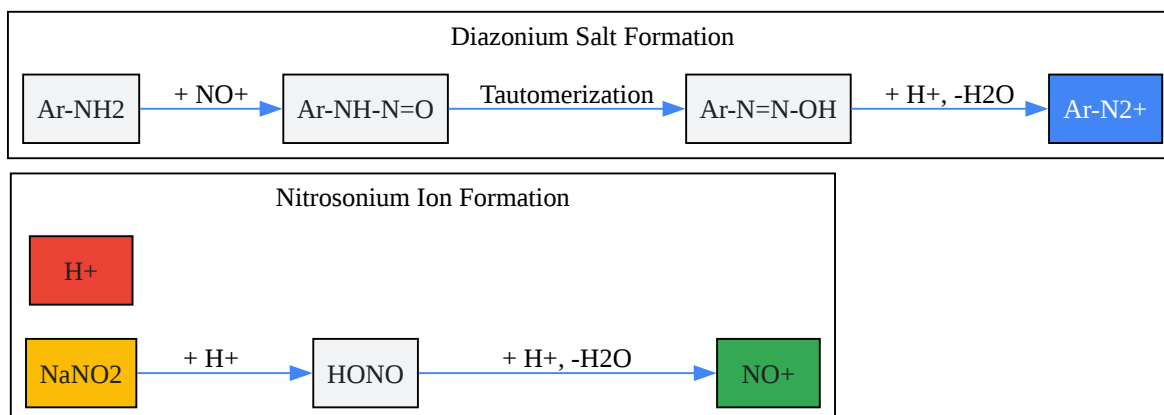 Diazonium Salt Formation
Ar-NH2
+ NO+
Ar-NH-N=O
Tautomerization
Ar-N=N-OH
+ H+, -H2O
Ar-N2+
Nitrosonium Ion Formation
H+
NaNO2
+ H+
HONO
+ H+, -H2O
NO+